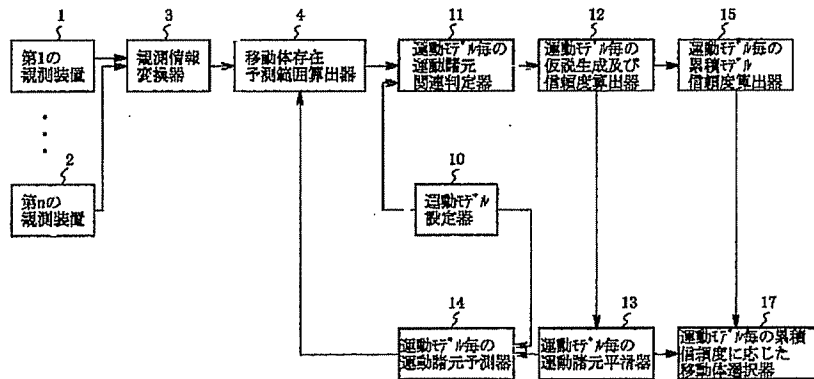 1
第1の
観測装置
3
観測情報
変換器
4
移動体存在
予測範囲算出器
11
運動モデル毎の
運動諸元
関連判定器
12
運動モデル毎の
仮説生成及び
信頼度算出器
15
運動モデル毎の
累積モデル
信頼度算出器
2
第nの
観測装置
10
運動モデル
設定器
14
運動モデル毎の
運動諸元予測器
13
運動モデル毎の
運動諸元平滑器
17
運動モデル毎の累積
信頼度に応じた
移動体選択器